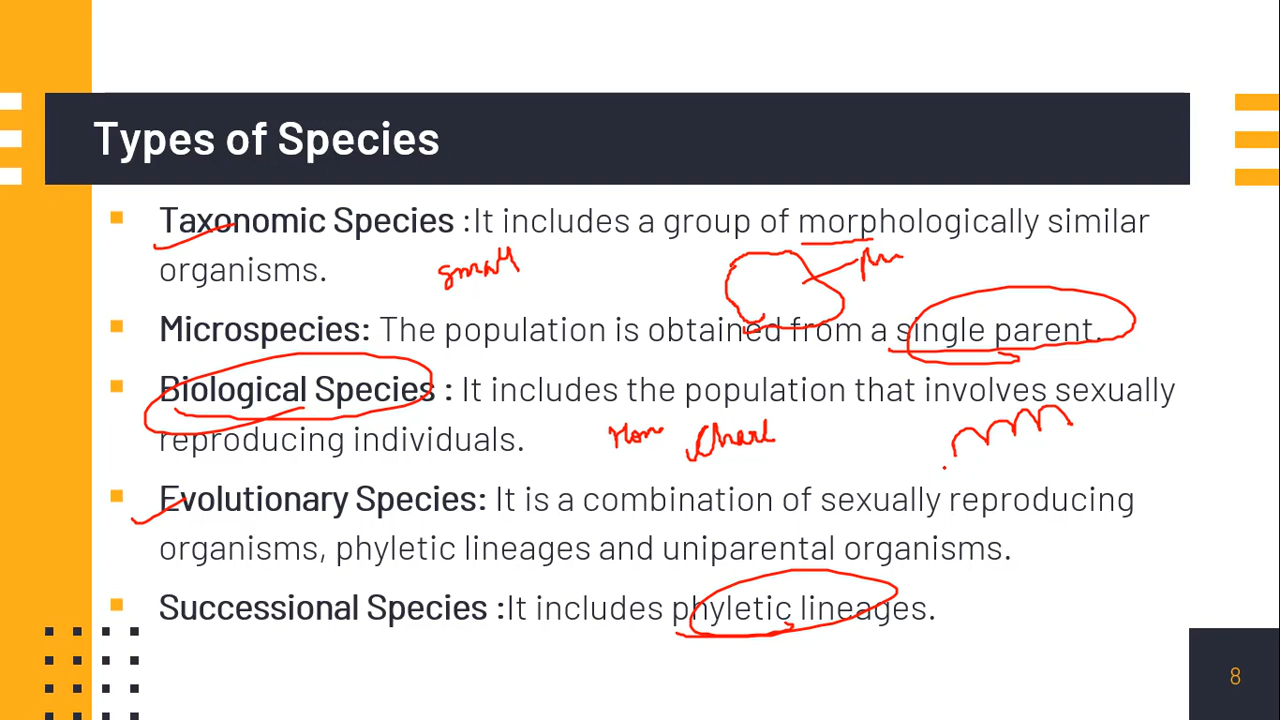 Types of Species
Taxonomic Species :It includes a group of morphologically similar
organisms.
small
Microspecies: The population is obtained from a single parent.
Biological Species : It includes the population that involves sexually
reproducing individuals.
Evolutionary Species: It is a combination of sexually reproducing
organisms, phyletic lineages and uniparental organisms.
Successional Species :It includes phyletic lineages.
8